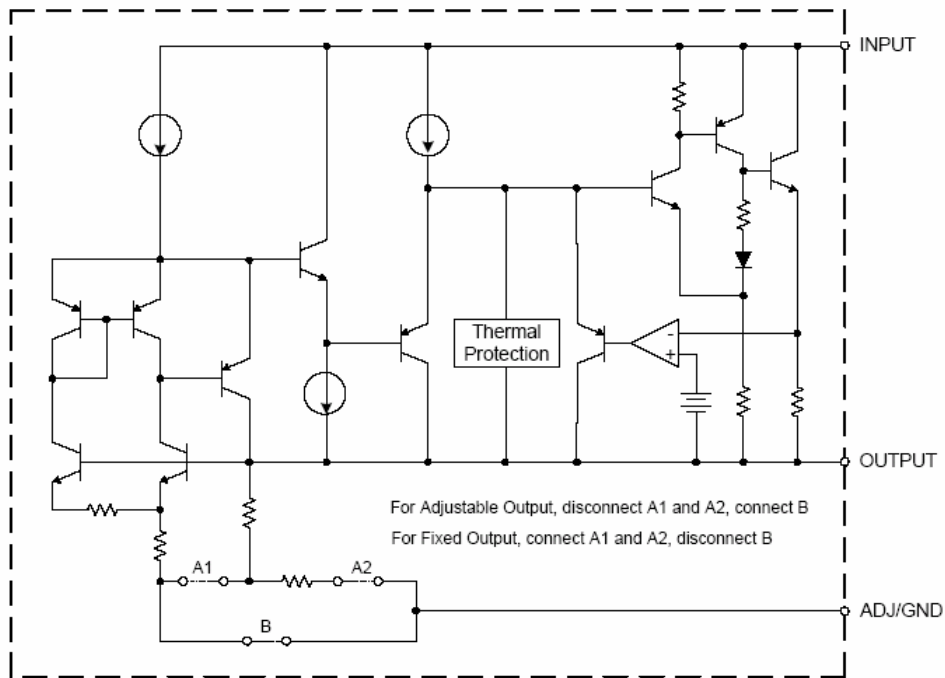 INPUT
Thermal
Protection
-
+
OUTPUT
For Adjustable Output, disconnect A1 and A2, connect B
For Fixed Output, connect A1 and A2, disconnect B
A1
A2
ADJ/GND
B